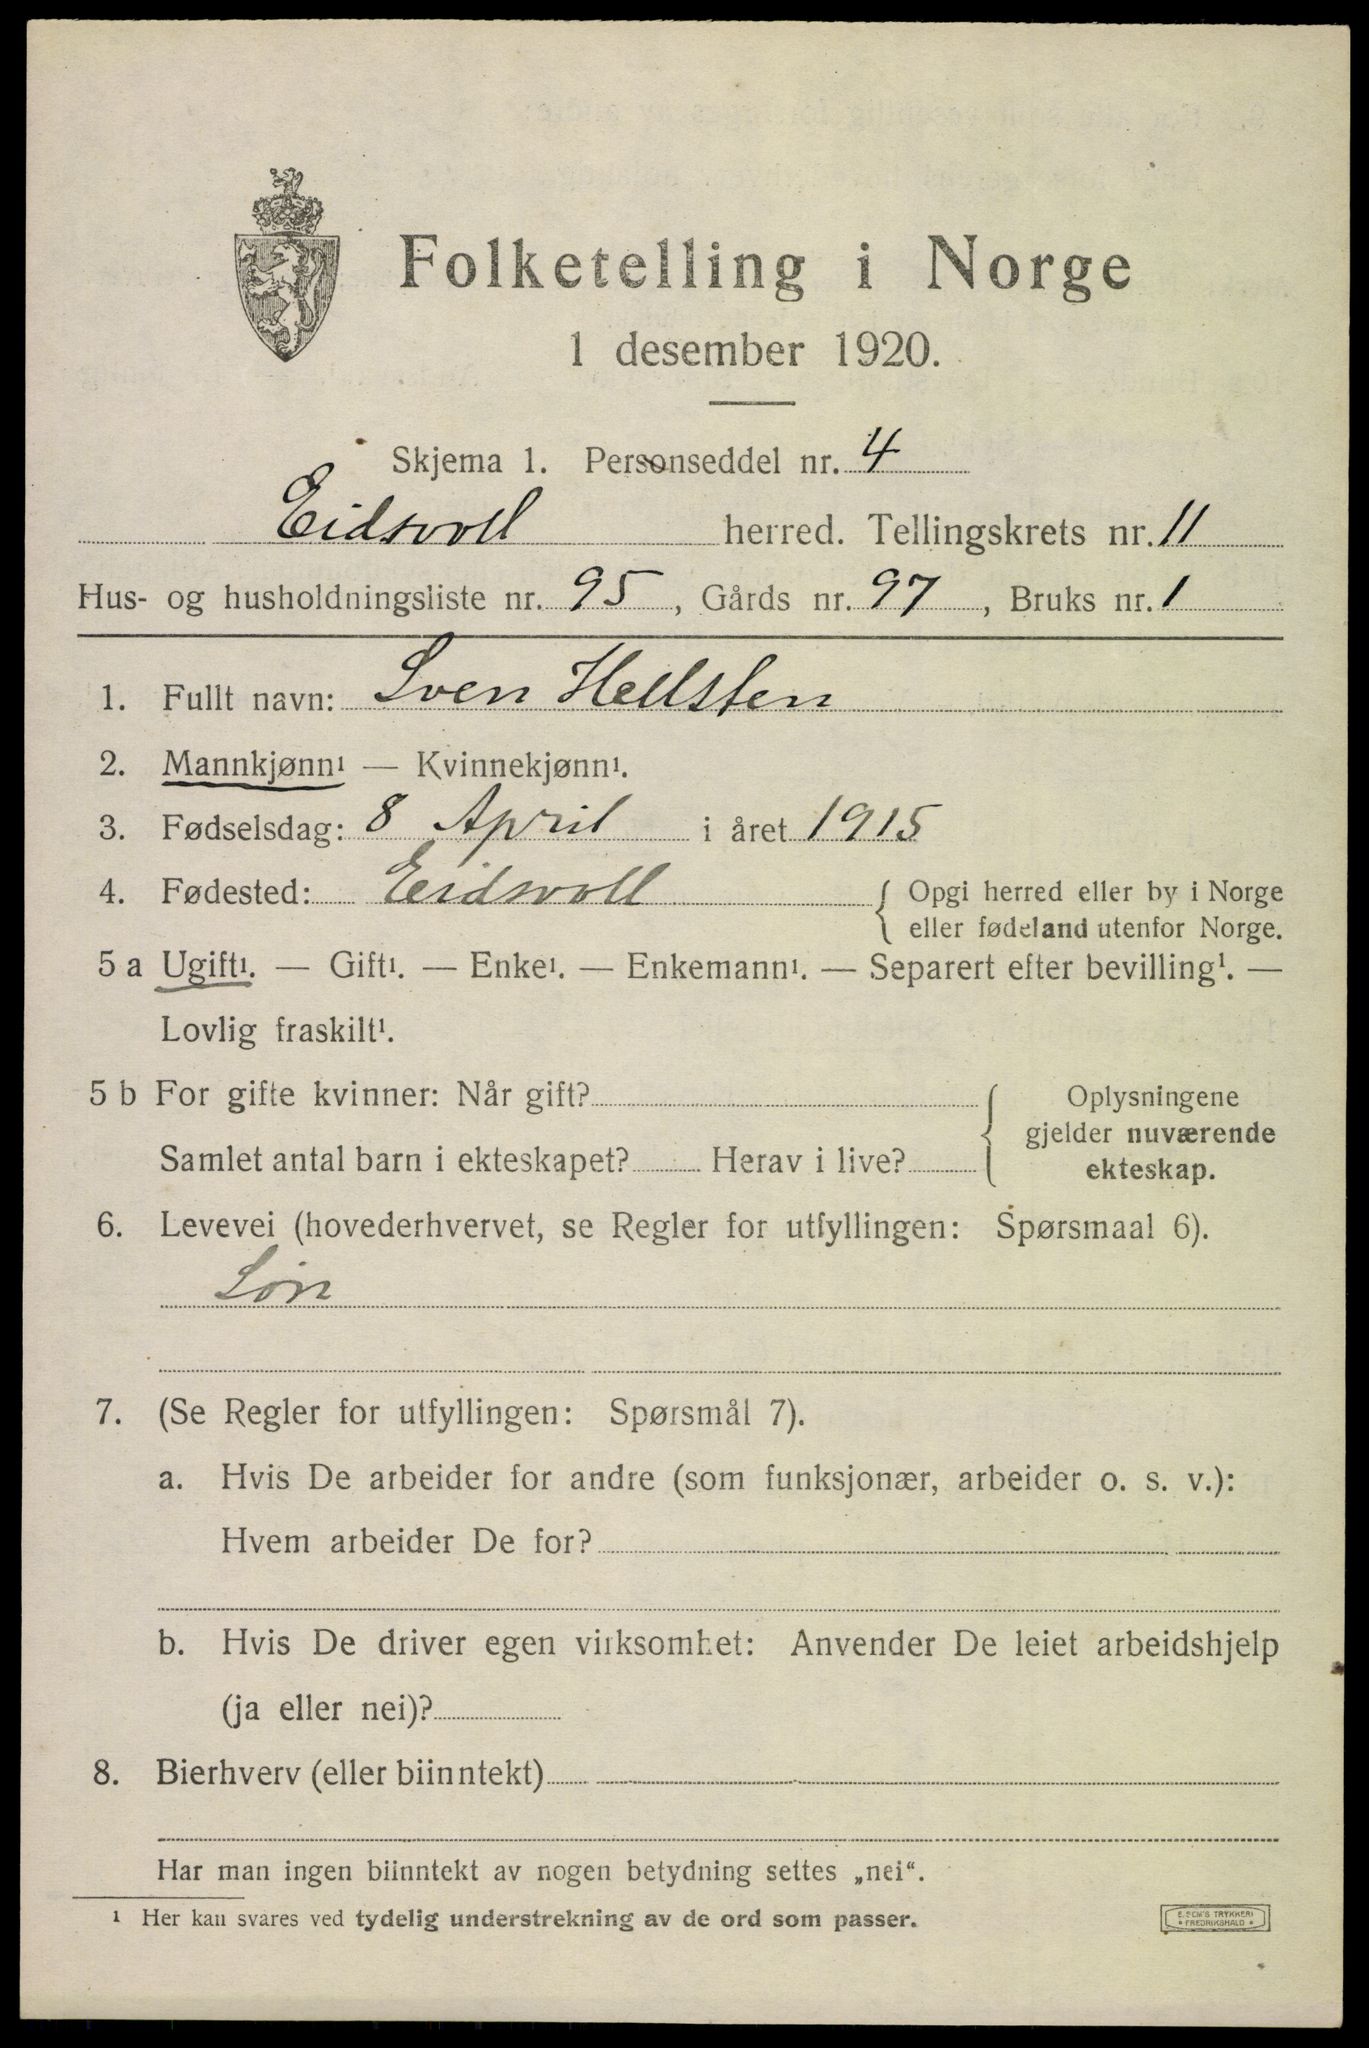 Folketelling i Norge
1 desember 1920.
Skjema 1. Personseddel nr. 4
Eidsvoll herred. Tellingskrets nr. 11
Hus- og husholdningsliste nr. 95, Gårds nr. 97, Bruks nr. 1
1. Fullt navn: Sven Hellsten
2. Mannkjønn¹ — Kvinnekjønn¹.
3. Fødselsdag: 8 April i året 1915
4. Fødested: Eidsvoll { Opgi herred eller by i Norge
eller fødeland utenfor Norge.
5 a Ugift¹. — Gift¹. — Enke¹. — Enkemann¹. — Separert efter bevilling¹. —
Lovlig fraskilt¹.
5 b For gifte kvinner: Når gift? { Oplysningene
gjelder nuværende
Samlet antal barn i ekteskapet? Herav i live? ekteskap.
6. Levevei (hovederhvervet, se Regler for utfyllingen: Spørsmaal 6).
Sön
7. (Se Regler for utfyllingen: Spørsmål 7).
a. Hvis De arbeider for andre (som funksjonær, arbeider o. s. v.):
Hvem arbeider De for?
b. Hvis De driver egen virksomhet: Anvender De leiet arbeidshjelp
(ja eller nei)?
8. Bierhverv (eller biinntekt)
Har man ingen biinntekt av nogen betydning settes „nei“.
¹ Her kan svares ved tydelig understrekning av de ord som passer.
E. SEM'S TRYKKERI
• FREDRIKSHALD •